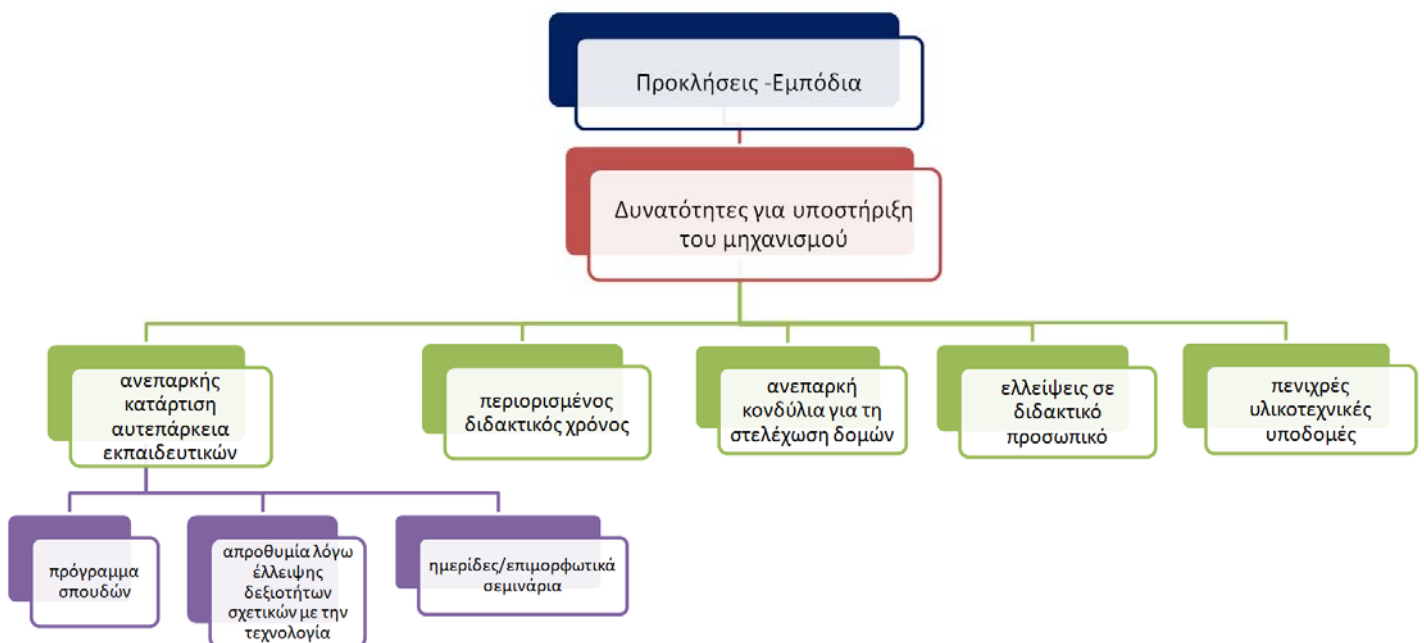 Προκλήσεις -Εμπόδια
Δυνατότητες για υποστήριξη
του μηχανισμού
ανεπαρκής
κατάρτιση
αυτεπάρκεια
εκπαιδευτικών
περιορισμένος
διδακτικός χρόνος
ανεπαρκή
κονδύλια για τη
στελέχωση δομών
ελλείψεις σε
διδακτικό
προσωπικό
πενιχρές
υλικοτεχνικές
υποδομές
πρόγραμμα
σπουδών
απροθυμία λόγω
έλλειψης
δεξιοτήτων
σχετικών με την
τεχνολογία
ημερίδες/επιμορφωτικά
σεμινάρια